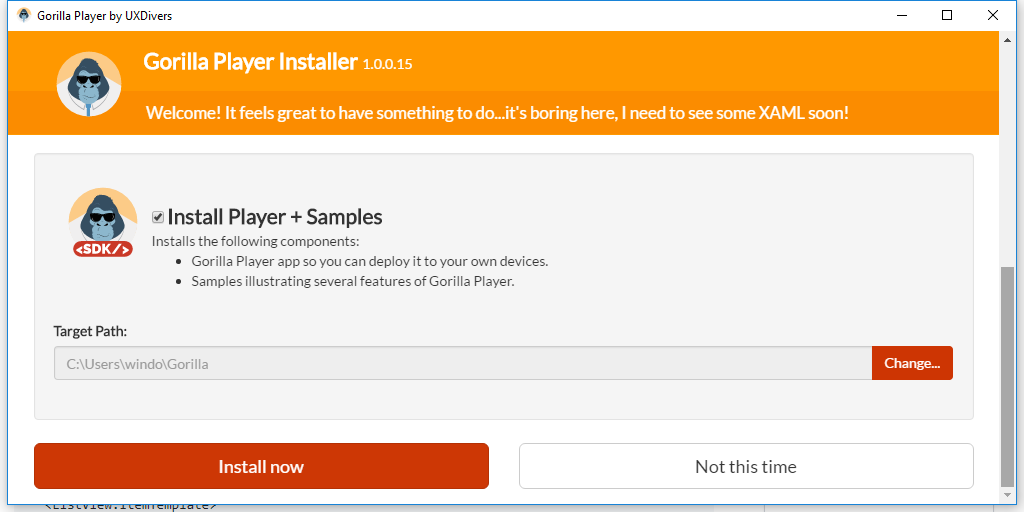 Gorilla Player by UXDivers
Gorilla Player Installer 1.0.0.15
Welcome! It feels great to have something to do...it's boring here, I need to see some XAML soon!
<SDK/>
Install Player + Samples
Installs the following components:
Gorilla Player app so you can deploy it to your own devices.
Samples illustrating several features of Gorilla Player.
Target Path:
C:\Users\windo\Gorilla
Change...
Install now
Not this time
<ListView.ItemTemplate>